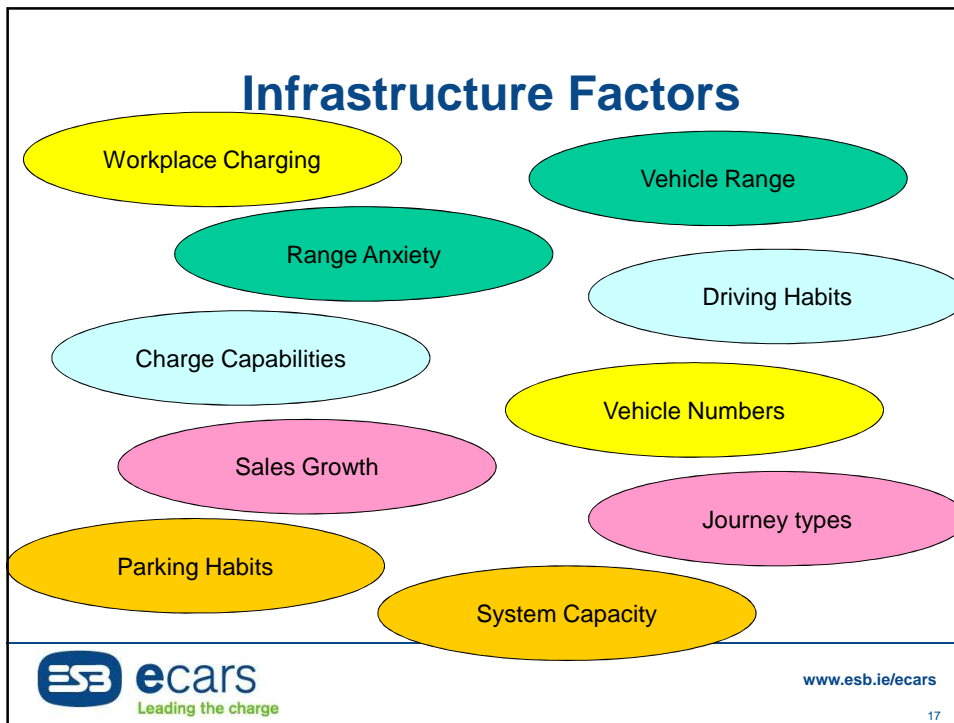 Infrastructure Factors
Workplace Charging
Vehicle Range
Range Anxiety
Driving Habits
Charge Capabilities
Vehicle Numbers
Sales Growth
Journey types
Parking Habits
System Capacity
ESB ecars
Leading the charge
www.esb.ie/ecars
17